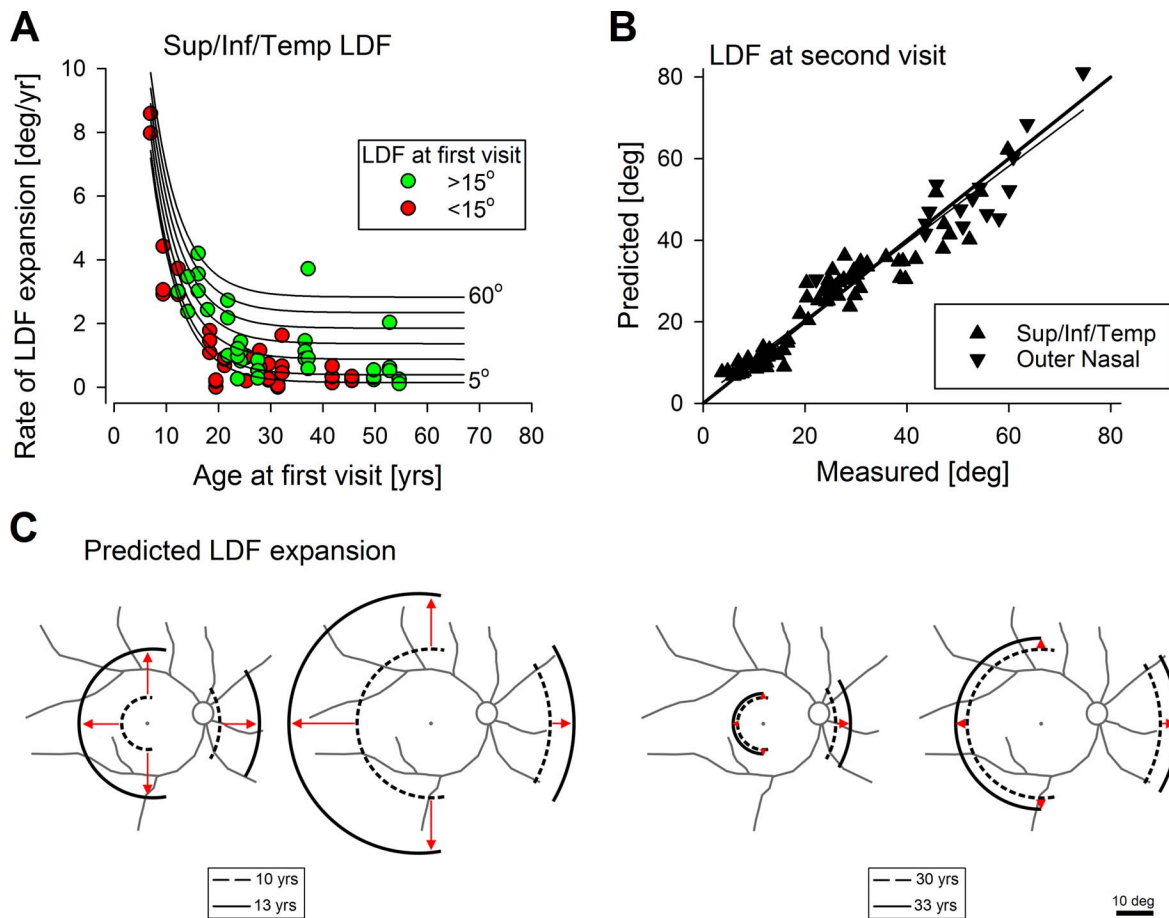 A
Sup/Inf/Temp LDF
Rate of LDF expansion [deg/yr]
10
8
6
4
2
0
LDF at first visit
>15°
<15°
60°
5°
0 10 20 30 40 50 60 70 80
Age at first visit [yrs]
B
LDF at second visit
Predicted [deg]
80
60
40
20
0
Sup/Inf/Temp
Outer Nasal
0 20 40 60 80
Measured [deg]
C
Predicted LDF expansion
10 yrs
13 yrs
30 yrs
33 yrs
10 deg